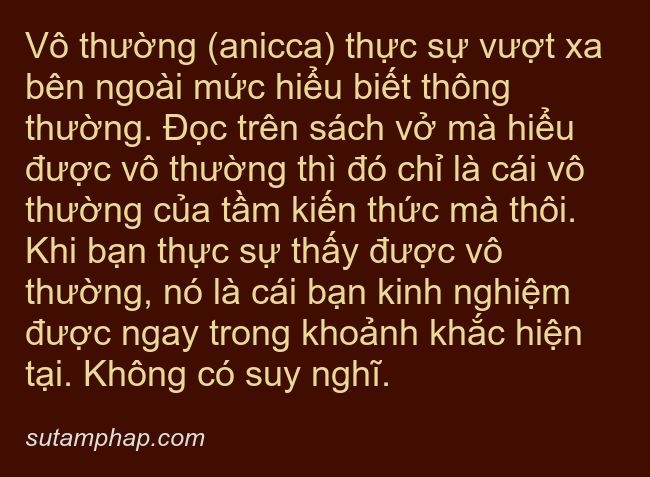 Vô thường (anicca) thực sự vượt xa
bên ngoài mức hiểu biết thông
thường. Đọc trên sách vở mà hiểu
được vô thường thì đó chỉ là cái vô
thường của tầm kiến thức mà thôi.
Khi bạn thực sự thấy được vô
thường, nó là cái bạn kinh nghiệm
được ngay trong khoảnh khắc hiện
tại. Không có suy nghĩ.
sutamphap.com